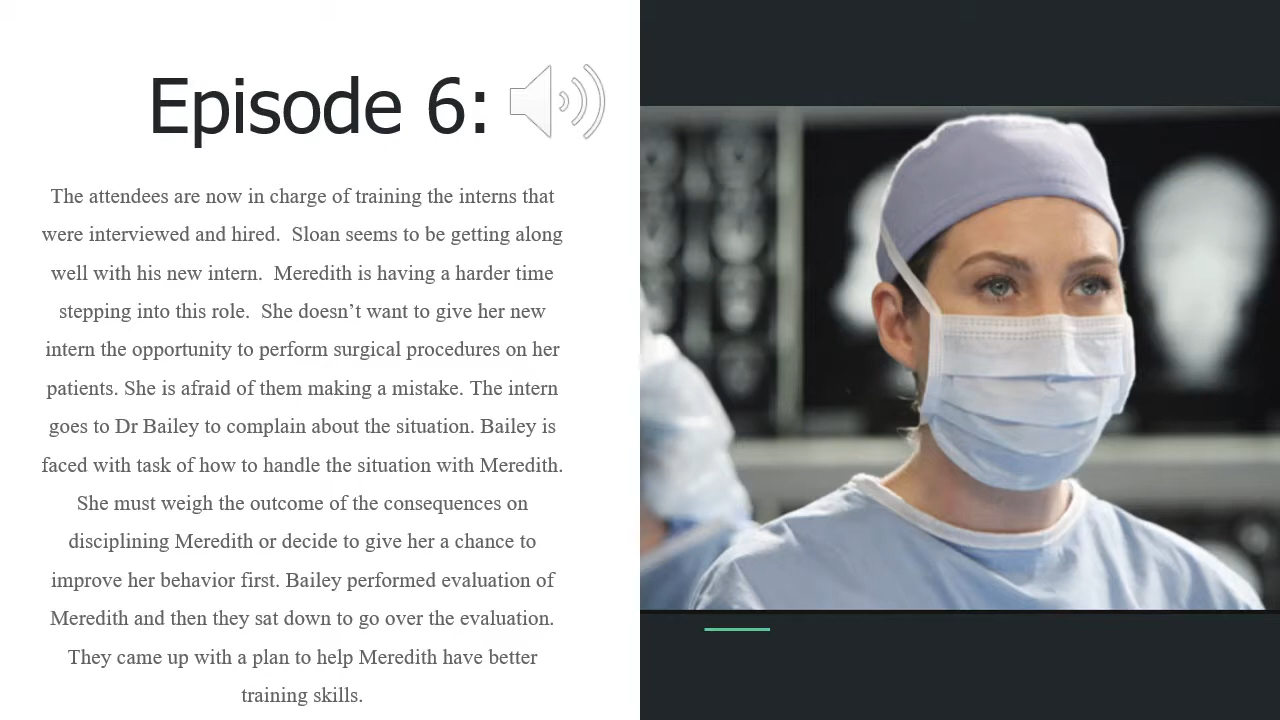 Episode 6:
The attendees are now in charge of training the interns that
were interviewed and hired.  Sloan seems to be getting along
well with his new intern.  Meredith is having a harder time
stepping into this role.  She doesn’t want to give her new
intern the opportunity to perform surgical procedures on her
patients. She is afraid of them making a mistake. The intern
goes to Dr Bailey to complain about the situation. Bailey is
faced with task of how to handle the situation with Meredith.
She must weigh the outcome of the consequences on
disciplining Meredith or decide to give her a chance to
improve her behavior first. Bailey performed evaluation of
Meredith and then they sat down to go over the evaluation.
They came up with a plan to help Meredith have better
training skills.